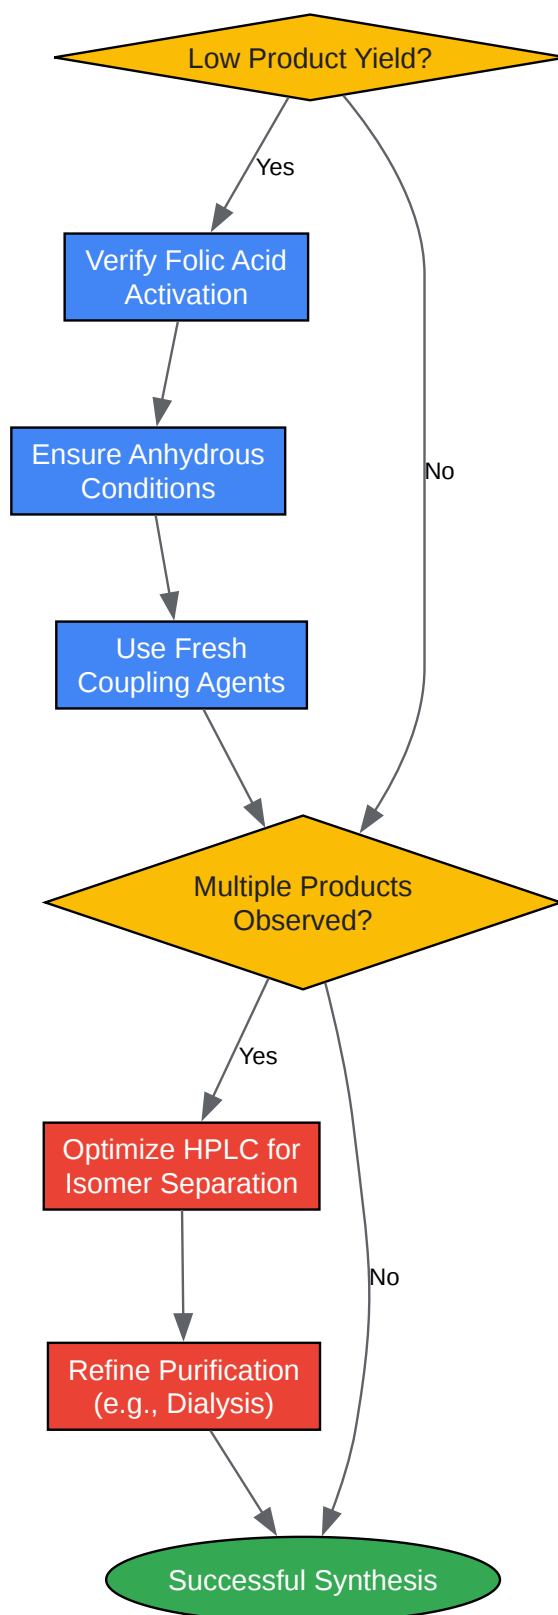 Low Product Yield?
Yes
Verify Folic Acid
Activation
Ensure Anhydrous
Conditions
No
Use Fresh
Coupling Agents
Multiple Products
Observed?
Yes
Optimize HPLC for
Isomer Separation
No
Refine Purification
(e.g., Dialysis)
Successful Synthesis